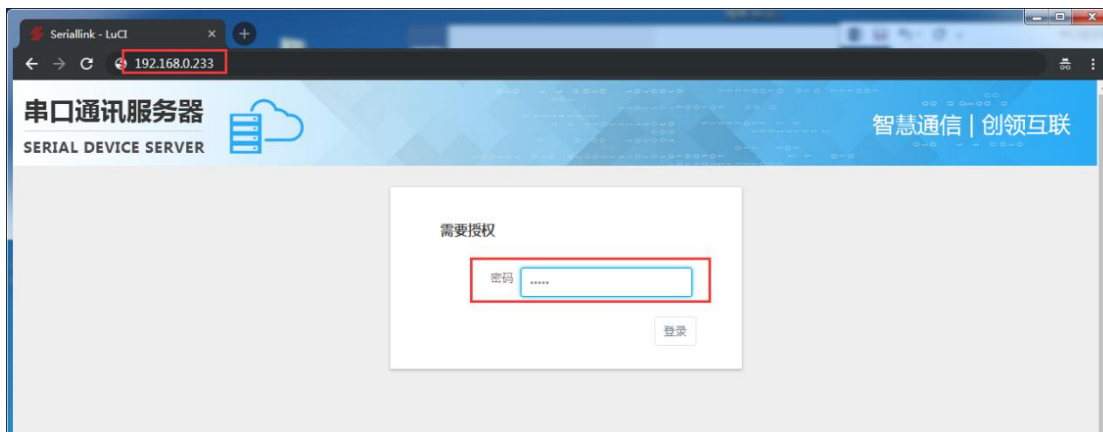 Seriallink - LuCI
192.168.0.233
串口通讯服务器
SERIAL DEVICE SERVER
智慧通信 | 创领互联
需要授权
密码 •••••
登录